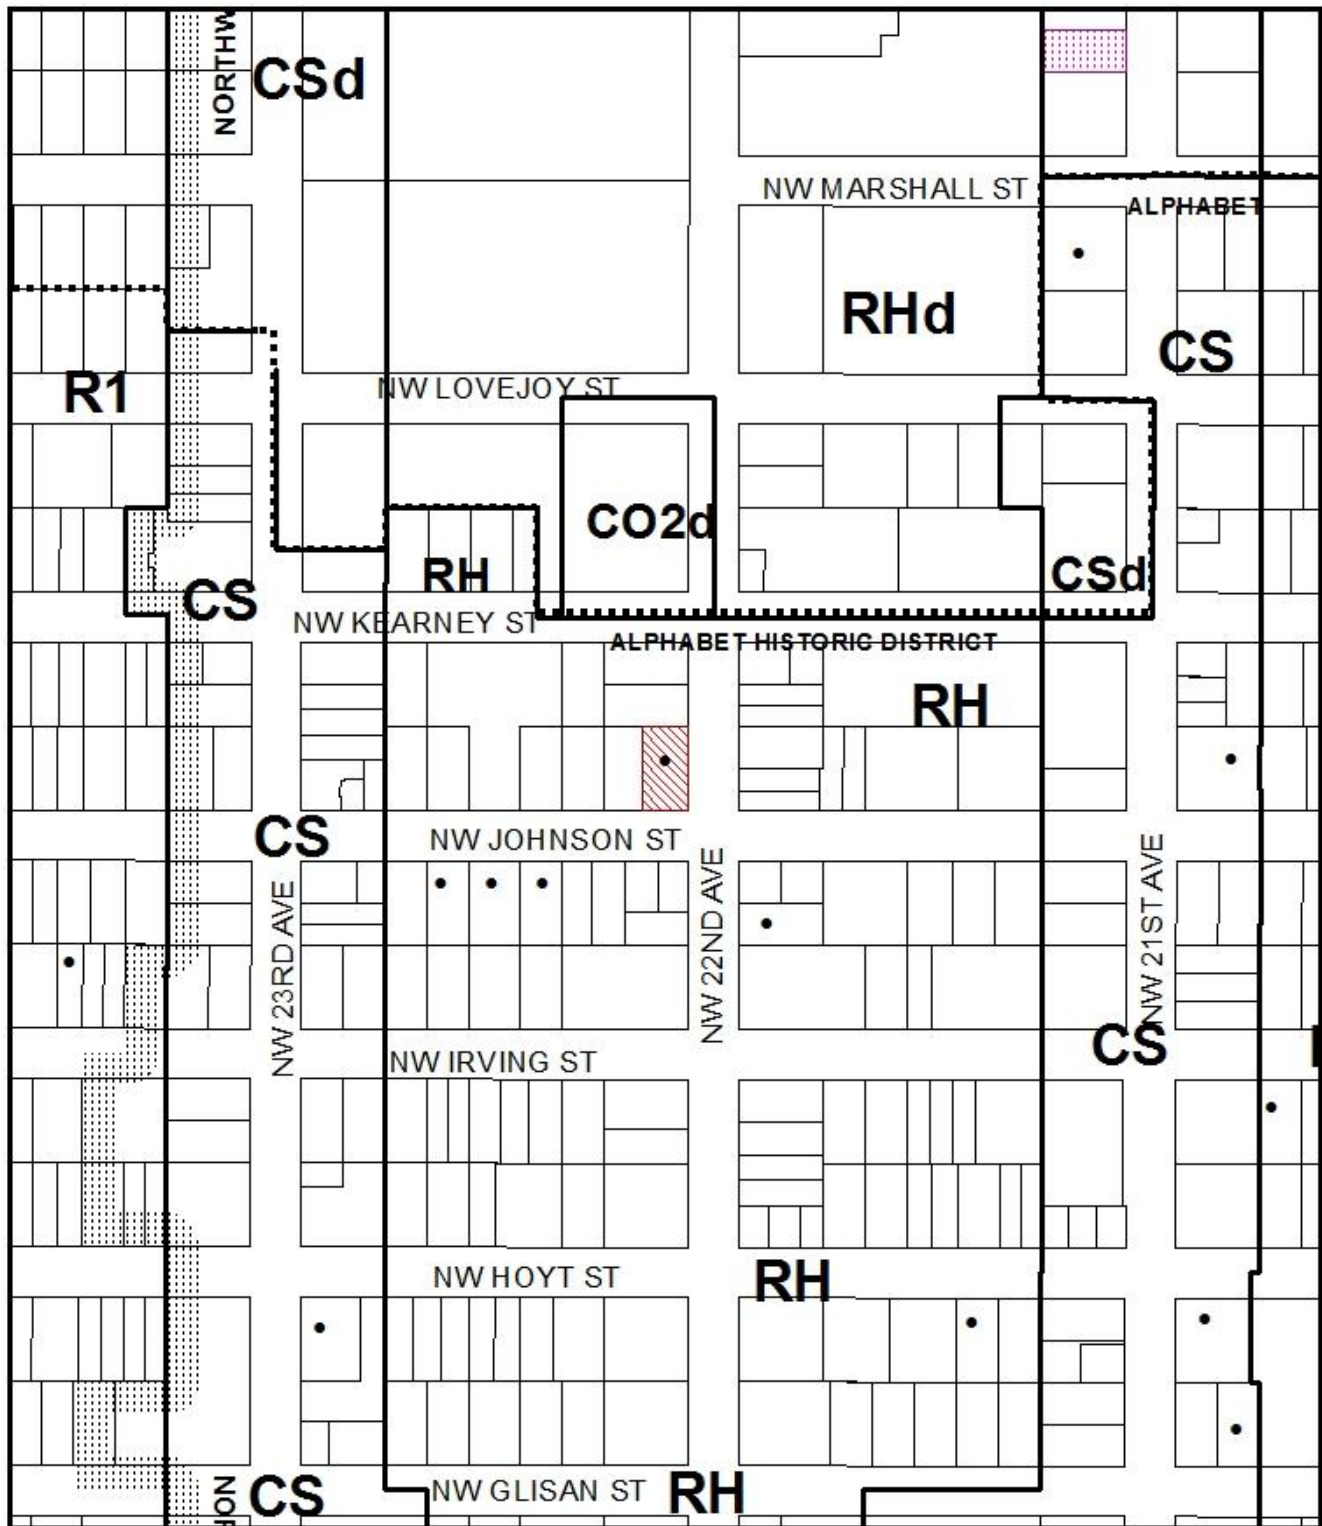 NORTHW
CSd
NW MARSHALL ST
ALPHABET
RHd
CS
R1
NW LOVEJOY ST
CO2d
RH
CSd
CS
NW KEARNEY ST
ALPHABET HISTORIC DISTRICT
RH
CS
NW JOHNSON ST
NW 23RD AVE
NW 22ND AVE
NW 21ST AVE
CS
NW IRVING ST
NW HOYT ST
RH
CS
NW GLISAN ST
RH